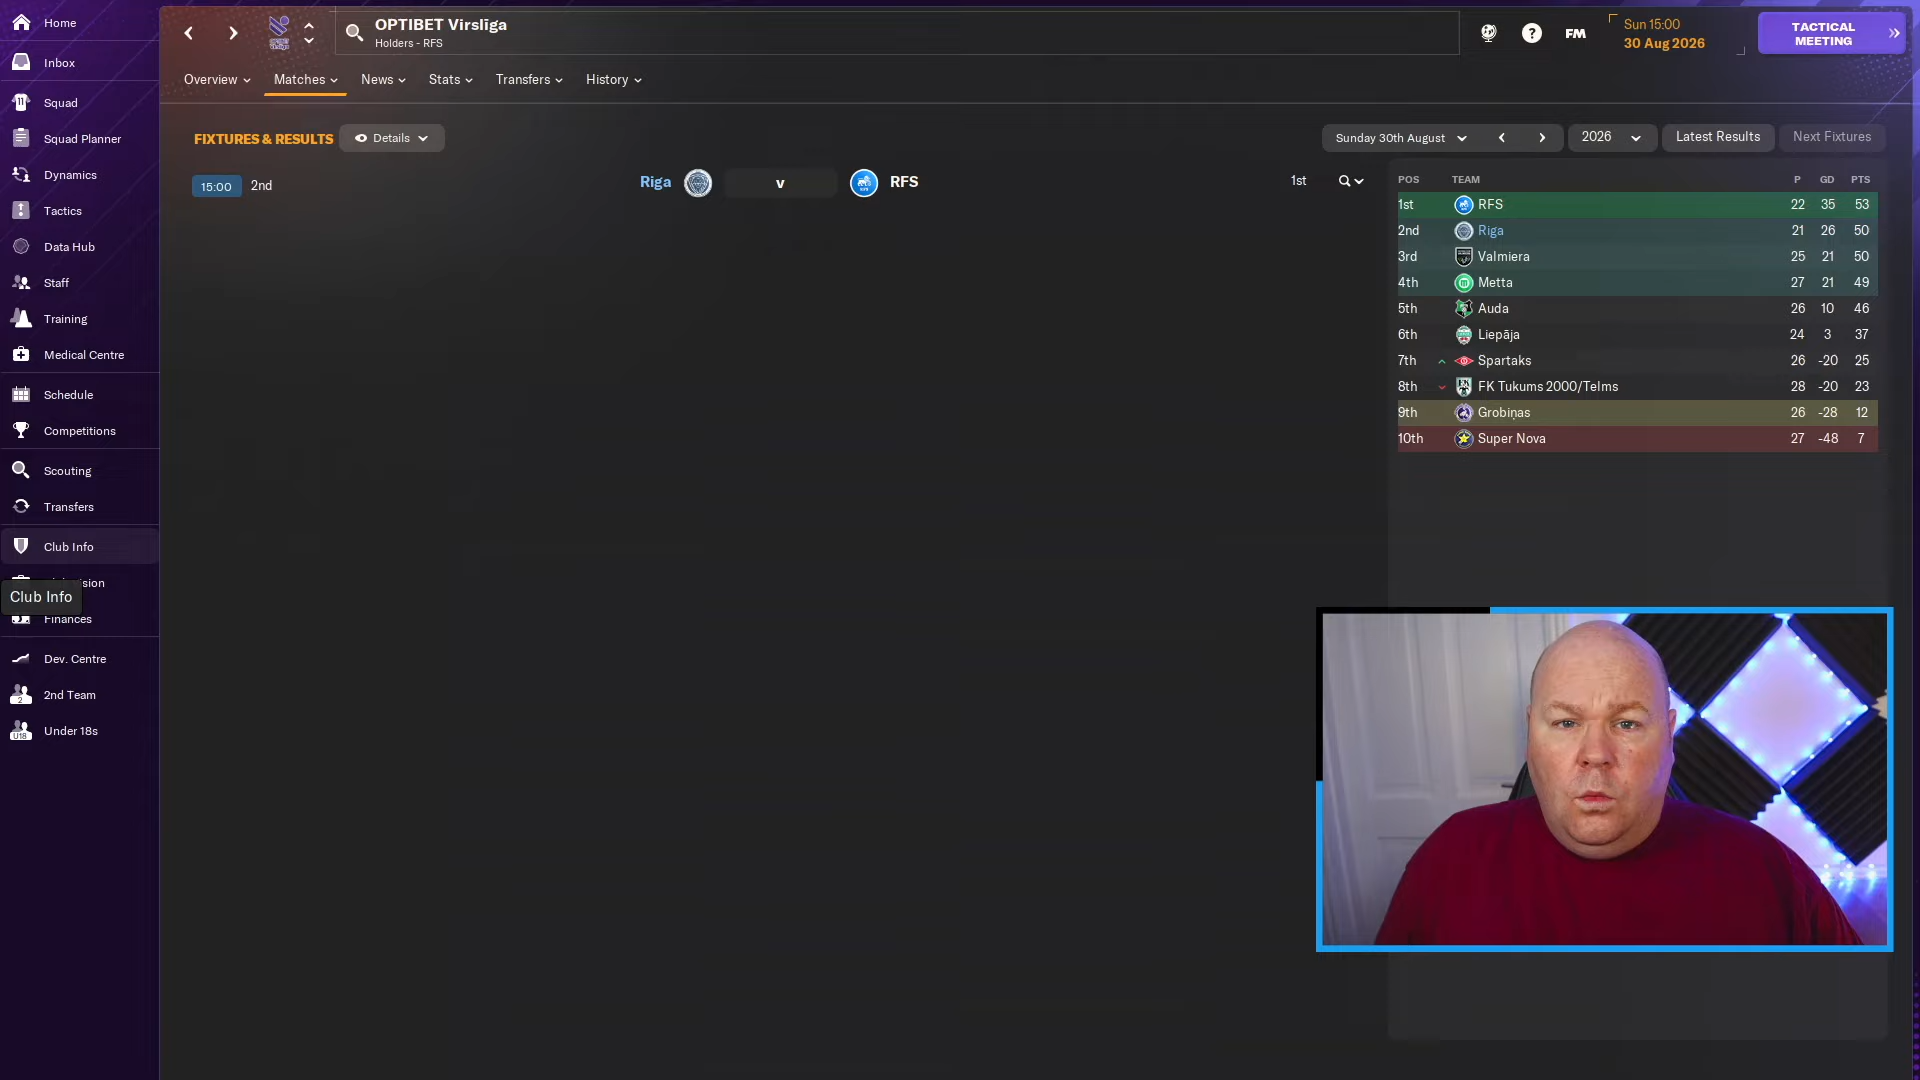 Home
Inbox
Squad
Squad Planner
Dynamics
Tactics
Data Hub
Staff
Training
Medical Centre
Schedule
Competitions
Scouting
Transfers
Club Info
Club Info
Finances
Dev. Centre
2nd Team
Under 18s
OPTIBET Virslīga
Holders - RFS
FM
Sun 15:00
30 Aug 2026
TACTICAL
MEETING
Overview Matches News Stats Transfers History
FIXTURES & RESULTS Details
Sunday 30th August 2026 Latest Results Next Fixtures
15:00 2nd Riga v RFS 1st
POS TEAM P GD PTS
1st RFS 22 35 53
2nd Riga 21 26 50
3rd Valmiera 25 21 50
4th Metta 27 21 49
5th Auda 26 10 46
6th Liepāja 24 3 37
7th Spartaks 26 -20 25
8th FK Tukums 2000/Telms 28 -20 23
9th Grobiņas 26 -28 12
10th Super Nova 27 -48 7